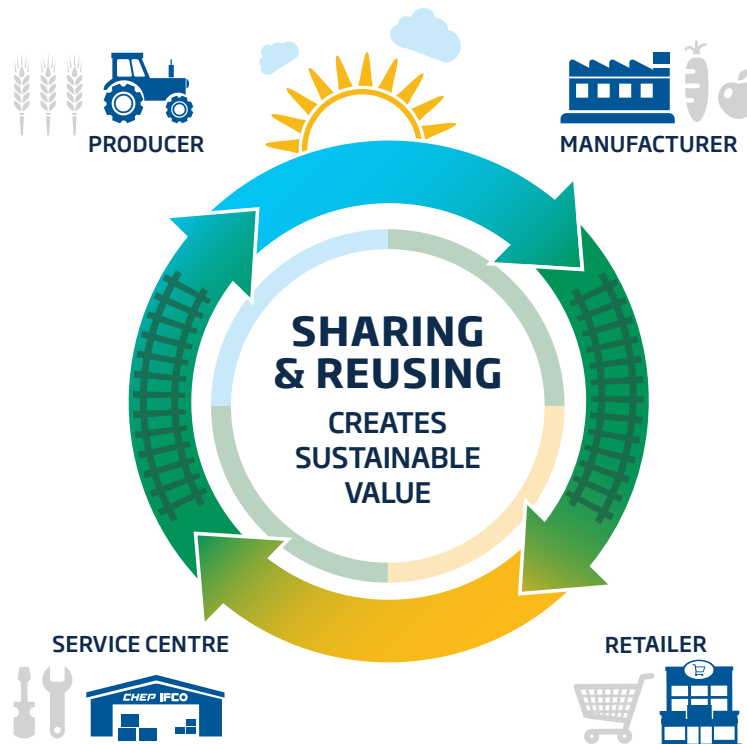 PRODUCER
MANUFACTURER
SHARING
& REUSING
CREATES
SUSTAINABLE
VALUE
SERVICE CENTRE
RETAILER
CHEP IFCO